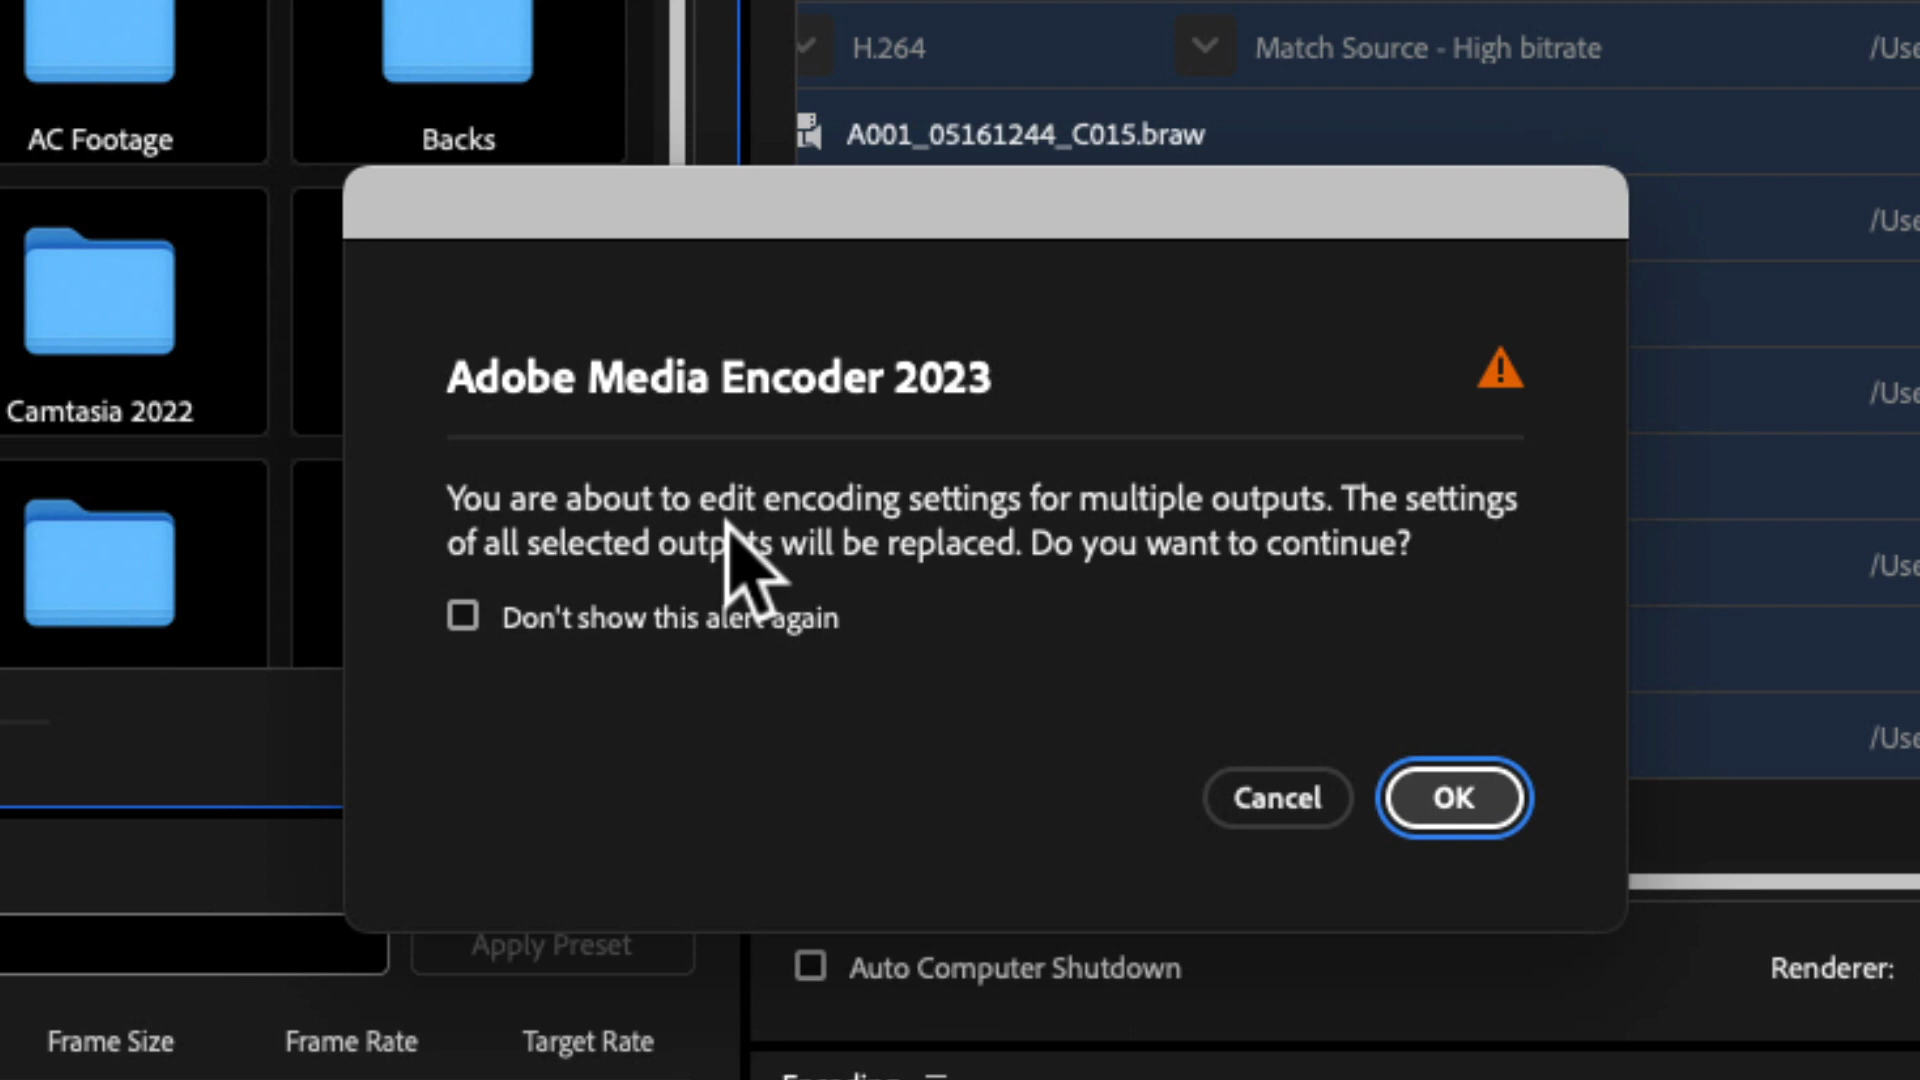 H.264
Match Source - High bitrate
/Use
AC Footage
Backs
A001_05161244_C015.braw
/Use
Adobe Media Encoder 2023
/Use
Camtasia 2022
You are about to edit encoding settings for multiple outputs. The settings
of all selected outputs will be replaced. Do you want to continue?
/Use
Don't show this alert again
/Use
Cancel
OK
Apply Preset
Auto Computer Shutdown
Renderer:
Frame Size
Frame Rate
Target Rate